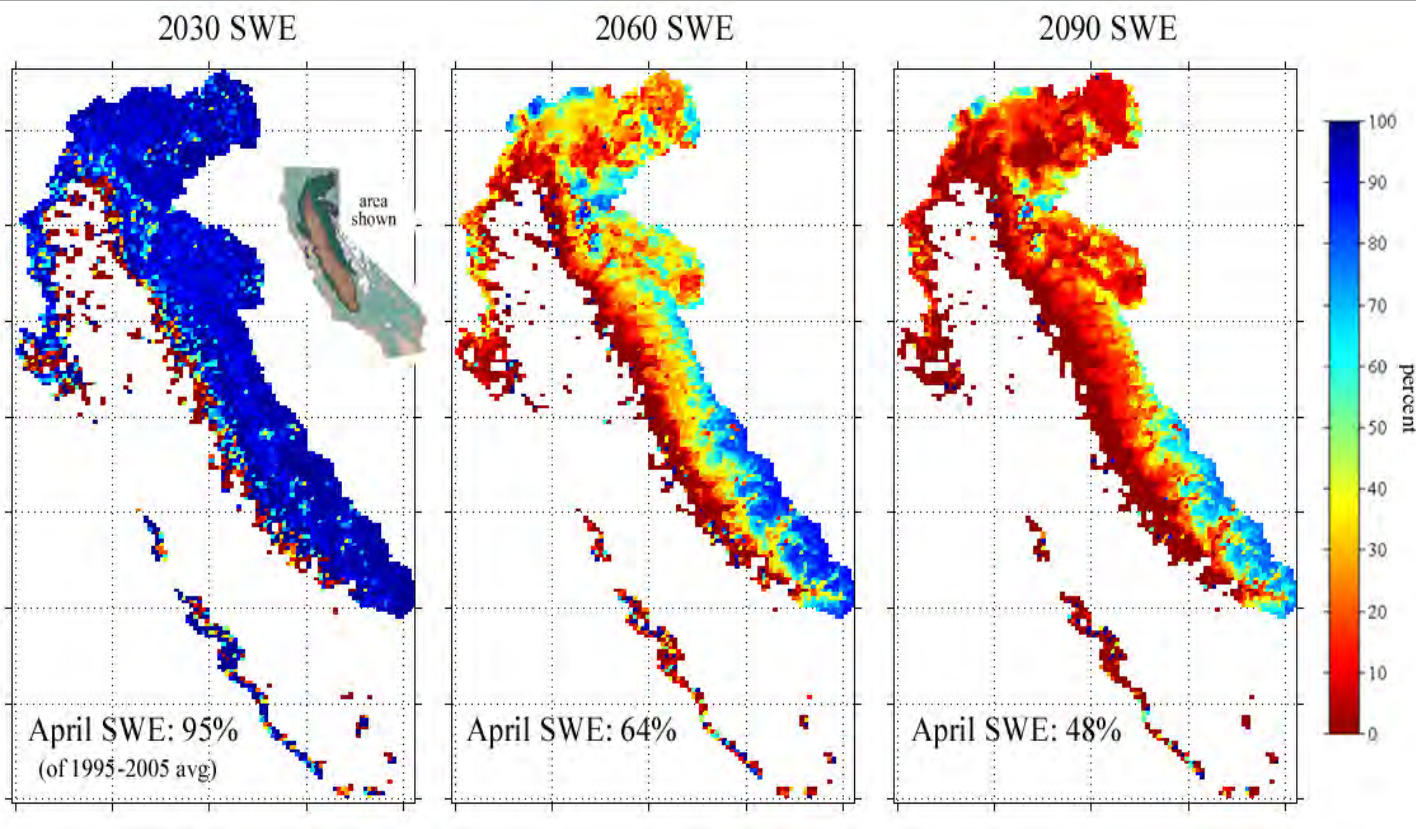 2030 SWE
2060 SWE
2090 SWE
area
shown
100
90
80
70
60
50
40
30
20
10
0
percent
April SWE: 95%
(of 1995-2005 avg)
April SWE: 64%
April SWE: 48%